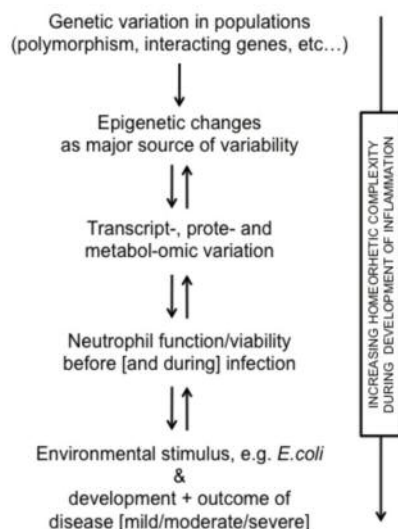 Genetic variation in populations
(polymorphism, interacting genes, etc…)
Epigenetic changes
as major source of variability
Transcript-, prote- and
metabol-omic variation
Neutrophil function/viability
before [and during] infection
Environmental stimulus, e.g. E.coli
&
development + outcome of
disease [mild/moderate/severe]
INCREASING HOMEORHETIC COMPLEXITY
DURING DEVELOPMENT OF INFLAMMATION